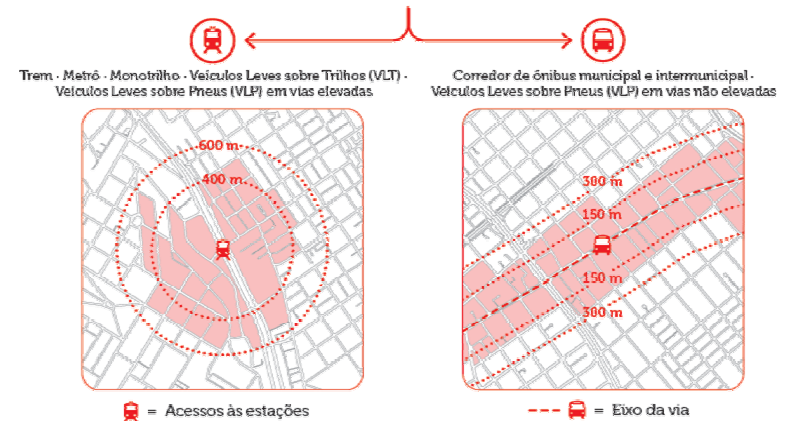 Trem · Metrô · Monotrilho · Veículos Leves sobre Trilhos (VLT) ·
Veículos Leves sobre Pneus (VLP) em vias elevadas
600 m
400 m
= Acessos às estações
Corredor de ônibus municipal e intermunicipal ·
Veículos Leves sobre Pneus (VLP) em vias não elevadas
300 m
150 m
150 m
300 m
= Eixo da via